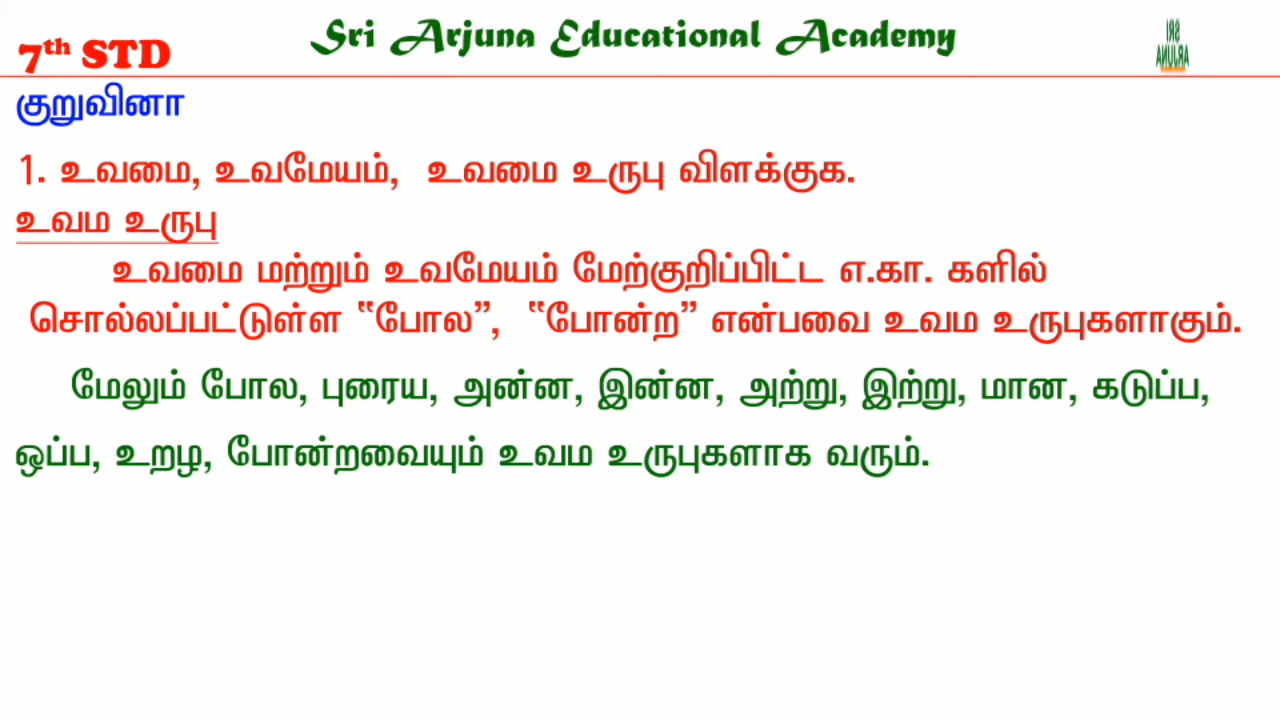 7th STD
Sri Arjuna Educational Academy
SRI
ARJUNA
குறுவினா
1. உவமை, உவமேயம், உவமை உருபு விளக்குக.
உவம உருபு
உவமை மற்றும் உவமேயம் மேற்குறிப்பிட்ட எ.கா. களில்
சொல்லப்பட்டுள்ள “போல”, “போன்ற” என்பவை உவம உருபுகளாகும்.
மேலும் போல, புரைய, அன்ன, இன்ன, அற்று, இற்று, மான, கடுப்ப,
ஒப்ப, உறழ, போன்றவையும் உவம உருபுகளாக வரும்.